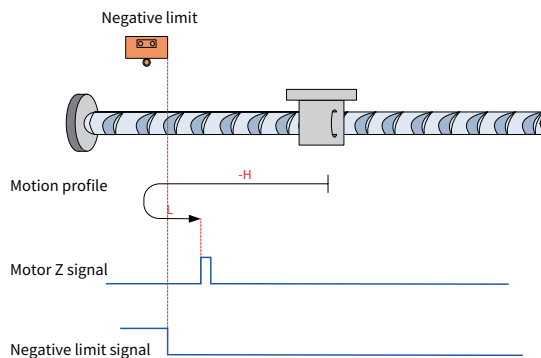 Negative limit
-H
Motion profile
L
Motor Z signal
Negative limit signal